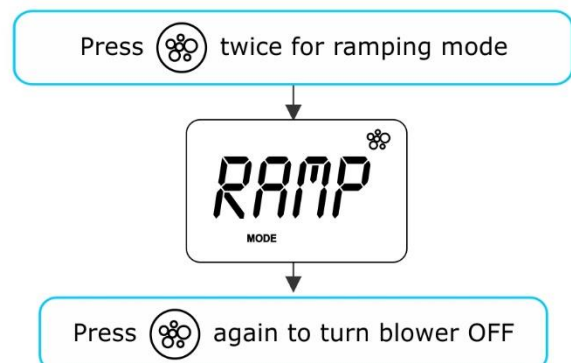 Press twice for ramping mode
RAMP
MODE
Press again to turn blower OFF